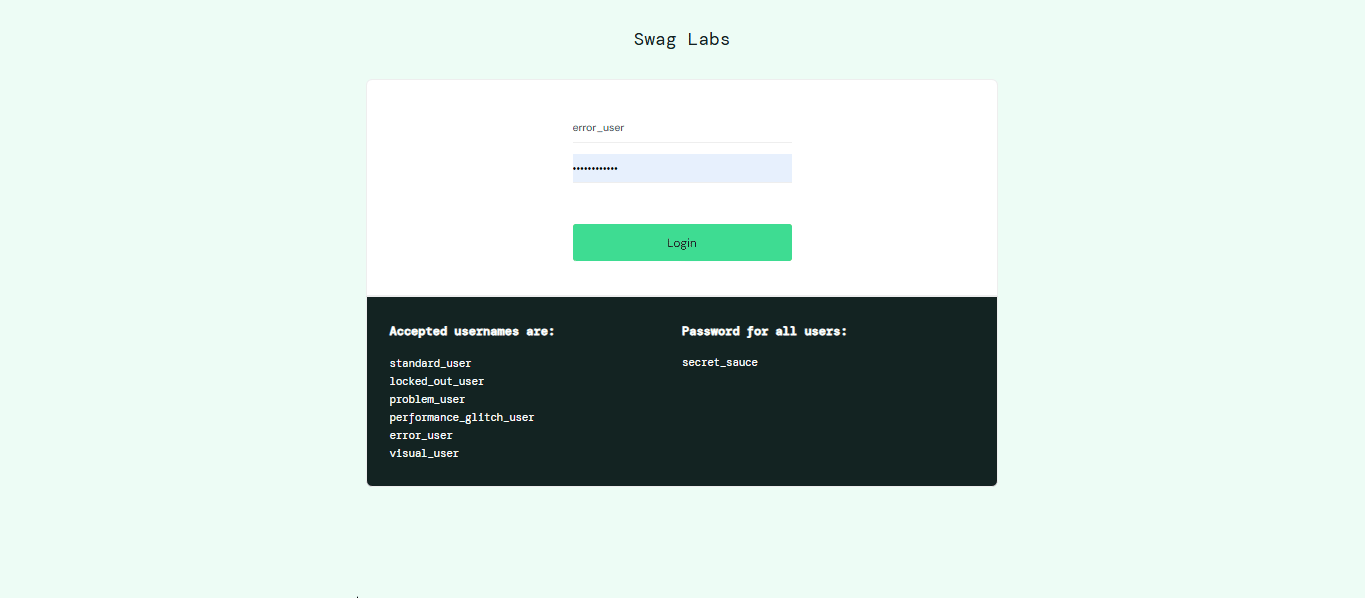 Swag Labs
error_user
••••••••••••
Login
Accepted usernames are:
standard_user
locked_out_user
problem_user
performance_glitch_user
error_user
visual_user
Password for all users:
secret_sauce